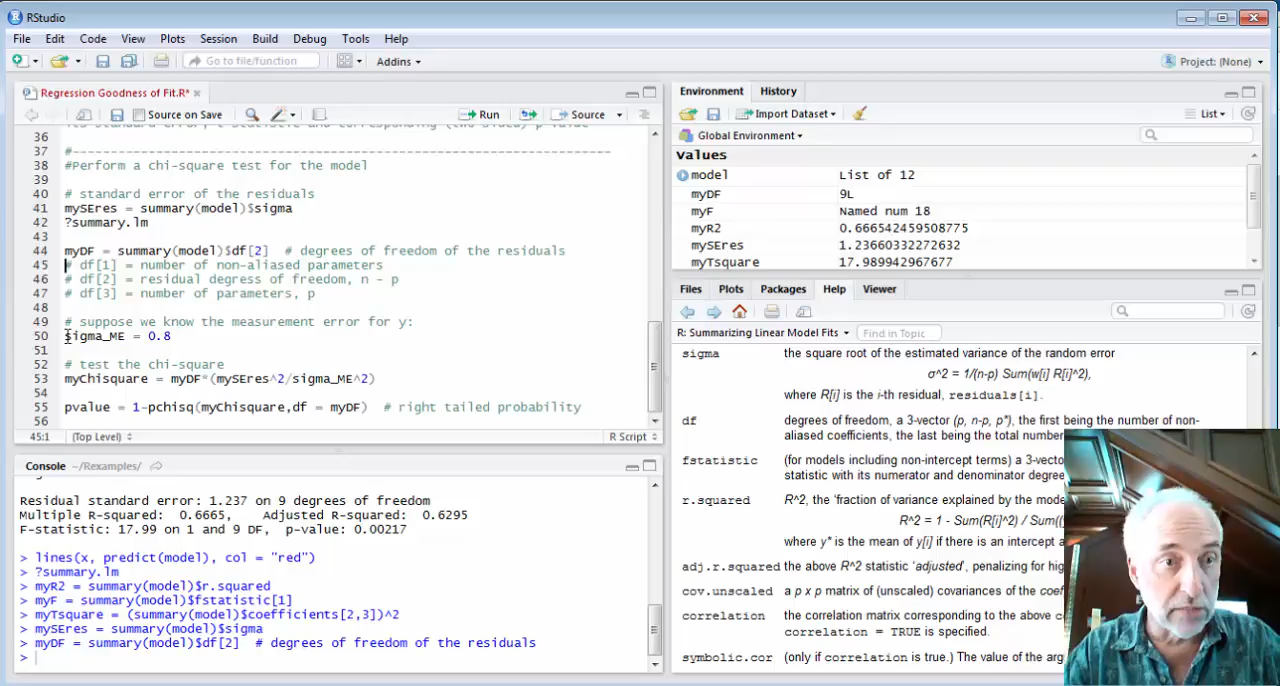 RStudio
File Edit Code View Plots Session Build Debug Tools Help
Go to file/function Addins Project: (None)
Regression Goodness of Fit.R*
Source on Save Run Source
36
37 #-----------------------------------------------------------------------
38 #Perform a chi-square test for the model
39
40 # standard error of the residuals
41 mySEres = summary(model)$sigma
42 ?summary.lm
43
44 myDF = summary(model)$df[2] # degrees of freedom of the residuals
45 # df[1] = number of non-aliased parameters
46 # df[2] = residual degress of freedom, n - p
47 # df[3] = number of parameters, p
48
49 # suppose we know the measurement error for y:
50 sigma_ME = 0.8
51
52 # test the chi-square
53 myChisquare = myDF*(mySEres^2/sigma_ME^2)
54
55 pvalue = 1-pchisq(myChisquare,df = myDF) # right tailed probability
56
45:1 (Top Level) R Script
Console ~/Rexamples/
Residual standard error: 1.237 on 9 degrees of freedom
Multiple R-squared: 0.6665, Adjusted R-squared: 0.6295
F-statistic: 17.99 on 1 and 9 DF, p-value: 0.00217
> lines(x, predict(model), col = "red")
> ?summary.lm
> myR2 = summary(model)$r.squared
> myF = summary(model)$fstatistic[1]
> myTsquare = (summary(model)$coefficients[2,3])^2
> mySEres = summary(model)$sigma
> myDF = summary(model)$df[2] # degrees of freedom of the residuals
>
Environment History
Import Dataset List
Global Environment
Values
model List of 12
myDF 9L
myF Named num 18
myR2 0.666542459508775
mySEres 1.23660332272632
myTsquare 17.989942967677
Files Plots Packages Help Viewer
R: Summarizing Linear Model Fits Find in Topic
sigma the square root of the estimated variance of the random error
σ^2 = 1/(n-p) Sum(w[i] R[i]^2),
where R[i] is the i-th residual, residuals[i].
df degrees of freedom, a 3-vector (p, n-p, p*), the first being the number of non-
aliased coefficients, the last being the total number
fstatistic (for models including non-intercept terms) a 3-vecto
statistic with its numerator and denominator degree
r.squared R^2, the 'fraction of variance explained by the mode
R^2 = 1 - Sum(R[i]^2) / Sum((
where y* is the mean of y[i] if there is an intercept a
adj.r.squared the above R^2 statistic 'adjusted', penalizing for hig
cov.unscaled a p x p matrix of (unscaled) covariances of the coef
correlation the correlation matrix corresponding to the above c
correlation = TRUE is specified.
symbolic.cor (only if correlation is true.) The value of the arg